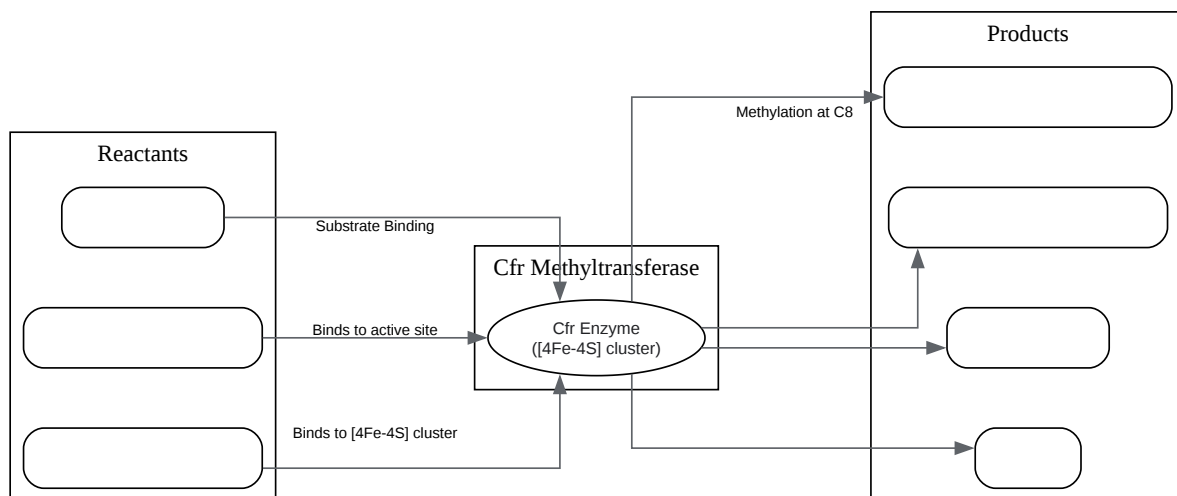 Products
Methylation at C8
Reactants
Substrate Binding
Cfr Methyltransferase
Binds to active site
Cfr Enzyme
([4Fe-4S] cluster)
Binds to [4Fe-4S] cluster